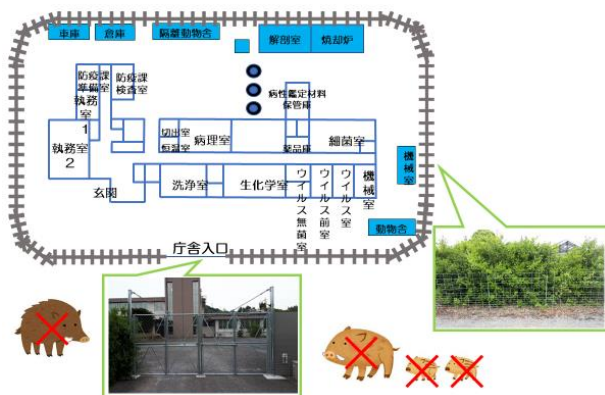 車庫
倉庫
隔離動物舎
解剖室
焼却炉
防疫課
準備室
防疫課
検査室
執務
室
1
執務室
2
玄関
切出室
恒温室
病理室
病性鑑定材料
保管庫
薬品庫
細菌室
洗浄室
生化学室
ウイルス無菌室
ウイルス前室
ウイルス室
機械室
機械室
動物舎
庁舎入口